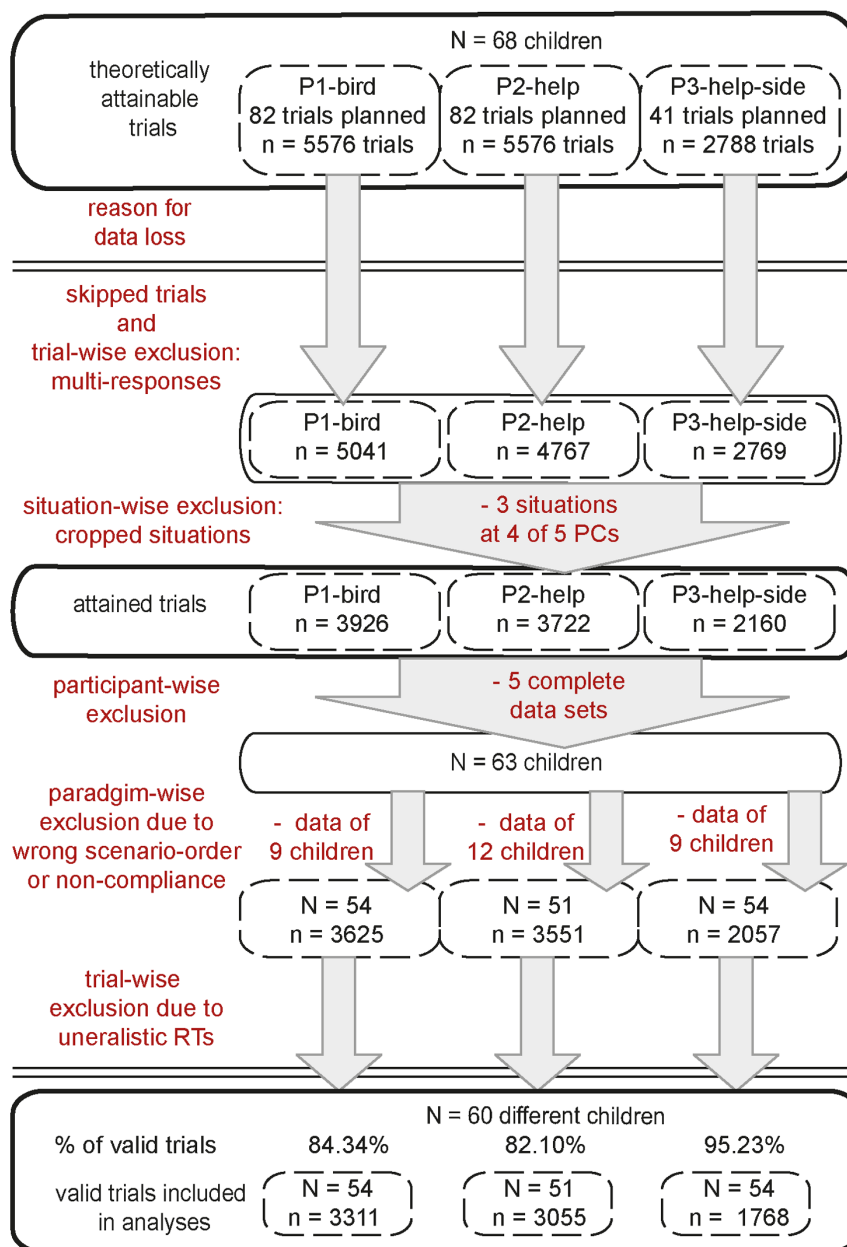 N = 68 children
theoretically
attainable
trials
P1-bird
82 trials planned
n = 5576 trials
P2-help
82 trials planned
n = 5576 trials
P3-help-side
41 trials planned
n = 2788 trials
reason for
data loss
skipped trials
and
trial-wise exclusion:
multi-responses
P1-bird
n = 5041
P2-help
n = 4767
P3-help-side
n = 2769
situation-wise exclusion:
cropped situations
- 3 situations
at 4 of 5 PCs
attained trials
P1-bird
n = 3926
P2-help
n = 3722
P3-help-side
n = 2160
participant-wise
exclusion
- 5 complete
data sets
N = 63 children
paradgim-wise
exclusion due to
wrong scenario-order
or non-compliance
- data of
9 children
- data of
12 children
- data of
9 children
N = 54
n = 3625
N = 51
n = 3551
N = 54
n = 2057
trial-wise
exclusion due to
uneralistic RTs
N = 60 different children
% of valid trials
84.34%
82.10%
95.23%
valid trials included
in analyses
N = 54
n = 3311
N = 51
n = 3055
N = 54
n = 1768